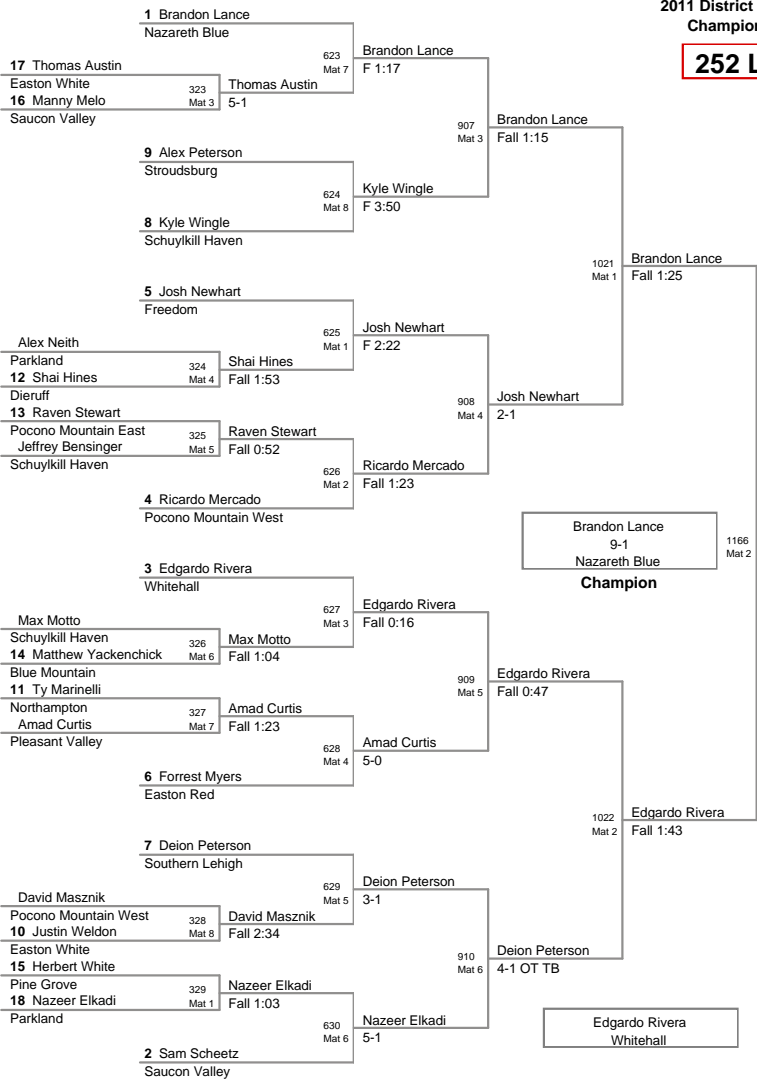 2011 District
Champion
252 L
1 Brandon Lance
Nazareth Blue
17 Thomas Austin
Easton White
16 Manny Melo
Saucon Valley
323
Mat 3
Thomas Austin
5-1
623
Mat 7
Brandon Lance
F 1:17
9 Alex Peterson
Stroudsburg
8 Kyle Wingle
Schuylkill Haven
624
Mat 8
Kyle Wingle
F 3:50
907
Mat 3
Brandon Lance
Fall 1:15
5 Josh Newhart
Freedom
Alex Neith
Parkland
12 Shai Hines
Dieruff
324
Mat 4
Shai Hines
Fall 1:53
625
Mat 1
Josh Newhart
F 2:22
13 Raven Stewart
Pocono Mountain East
Jeffrey Bensinger
Schuylkill Haven
325
Mat 5
Raven Stewart
Fall 0:52
4 Ricardo Mercado
Pocono Mountain West
626
Mat 2
Ricardo Mercado
Fall 1:23
908
Mat 4
Josh Newhart
2-1
1021
Mat 1
Brandon Lance
Fall 1:25
3 Edgardo Rivera
Whitehall
Max Motto
Schuylkill Haven
14 Matthew Yackenchick
Blue Mountain
326
Mat 6
Max Motto
Fall 1:04
627
Mat 3
Edgardo Rivera
Fall 0:16
11 Ty Marinelli
Northampton
Amad Curtis
Pleasant Valley
327
Mat 7
Amad Curtis
Fall 1:23
6 Forrest Myers
Easton Red
628
Mat 4
Amad Curtis
5-0
909
Mat 5
Edgardo Rivera
Fall 0:47
7 Deion Peterson
Southern Lehigh
David Masznik
Pocono Mountain West
10 Justin Weldon
Easton White
328
Mat 8
David Masznik
Fall 2:34
629
Mat 5
Deion Peterson
3-1
15 Herbert White
Pine Grove
18 Nazeer Elkadi
Parkland
329
Mat 1
Nazeer Elkadi
Fall 1:03
2 Sam Scheetz
Saucon Valley
630
Mat 6
Nazeer Elkadi
5-1
910
Mat 6
Deion Peterson
4-1 OT TB
1022
Mat 2
Edgardo Rivera
Fall 1:43
1166
Mat 2
Brandon Lance
9-1
Nazareth Blue
Champion
Edgardo Rivera
Whitehall